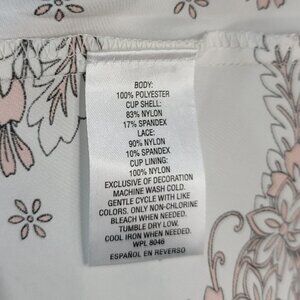 BODY:
100% POLYESTER
CUP SHELL:
83% NYLON
17% SPANDEX
LACE:
90% NYLON
10% SPANDEX
CUP LINING:
100% NYLON
EXCLUSIVE OF DECORATION
MACHINE WASH COLD.
GENTLE CYCLE WITH LIKE
COLORS. ONLY NON-CHLORINE
BLEACH WHEN NEEDED.
TUMBLE DRY LOW.
COOL IRON WHEN NEEDED.
WPL 8046
ESPAÑOL EN REVERSO